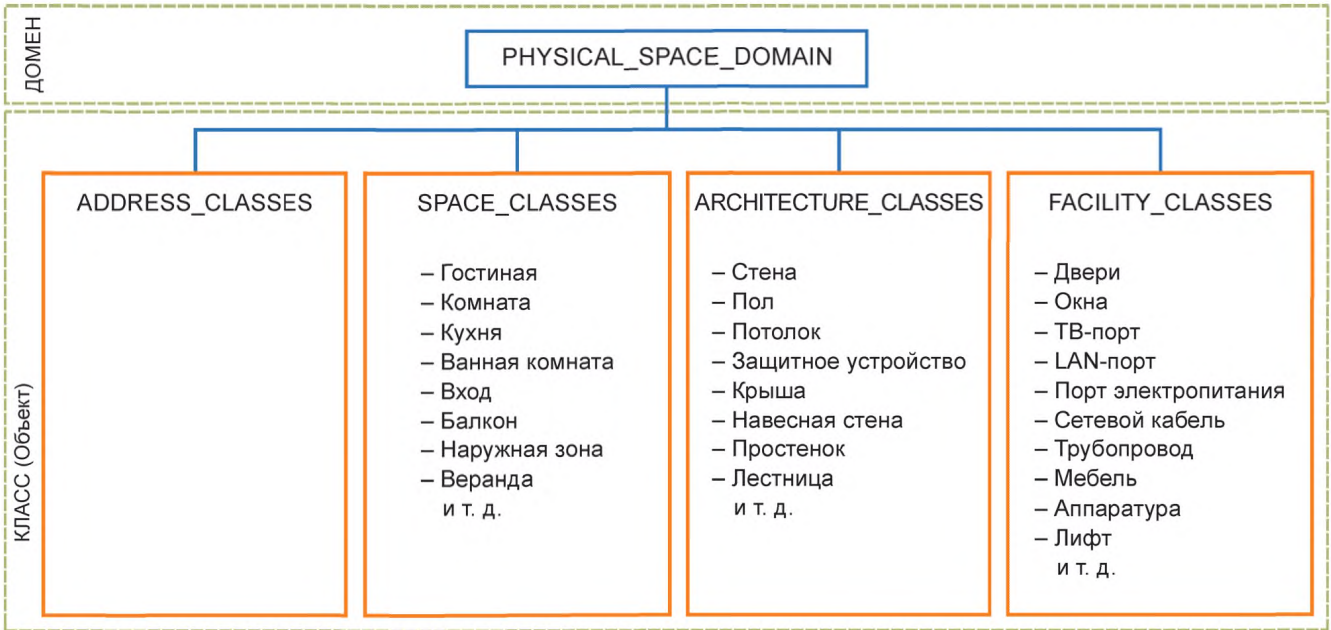 ДОМЕН
PHYSICAL_SPACE_DOMAIN
КЛАСС (Объект)
ADDRESS_CLASSES
SPACE_CLASSES
– Гостиная
– Комната
– Кухня
– Ванная комната
– Вход
– Балкон
– Наружная зона
– Веранда
и т. д.
ARCHITECTURE_CLASSES
– Стена
– Пол
– Потолок
– Защитное устройство
– Крыша
– Навесная стена
– Простенок
– Лестница
и т. д.
FACILITY_CLASSES
– Двери
– Окна
– ТВ-порт
– LAN-порт
– Порт электропитания
– Сетевой кабель
– Трубопровод
– Мебель
– Аппаратура
– Лифт
и т. д.